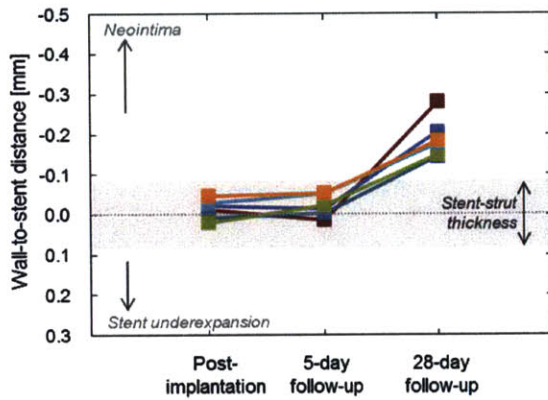 Wall-to-stent distance [mm]
-0.5
-0.4
-0.3
-0.2
-0.1
0.0
0.1
0.2
0.3
Neointima
Stent-strut
thickness
Stent underexpansion
Post-
implantation
5-day
follow-up
28-day
follow-up